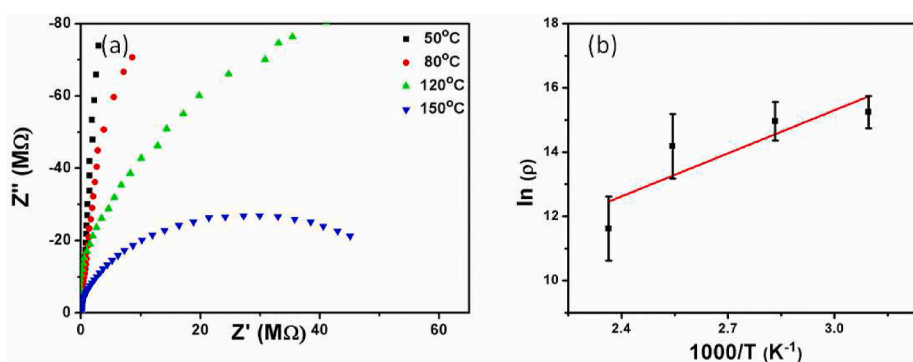 (a)
50°C
80°C
120°C
150°C
-80
-60
-40
-20
0
0
20
40
60
Z'' (MΩ)
Z' (MΩ)
(b)
16
14
12
10
2.4
2.7
3.0
ln (ρ)
1000/T (K⁻¹)